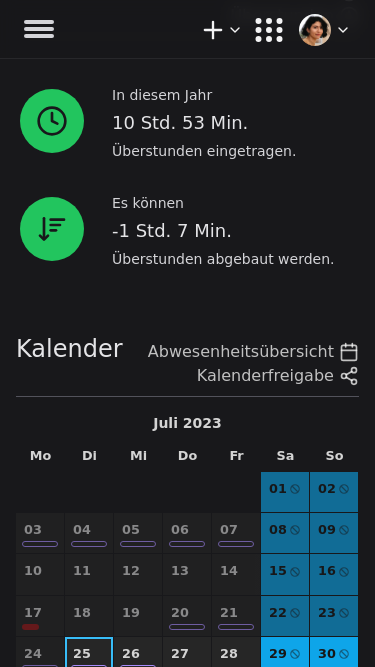 In diesem Jahr
10 Std. 53 Min.
Überstunden eingetragen.
Es können
-1 Std. 7 Min.
Überstunden abgebaut werden.
Kalender
Abwesenheitsübersicht
Kalenderfreigabe
Juli 2023
Mo Di Mi Do Fr Sa So
01 02
03 04 05 06 07 08 09
10 11 12 13 14 15 16
17 18 19 20 21 22 23
24 25 26 27 28 29 30